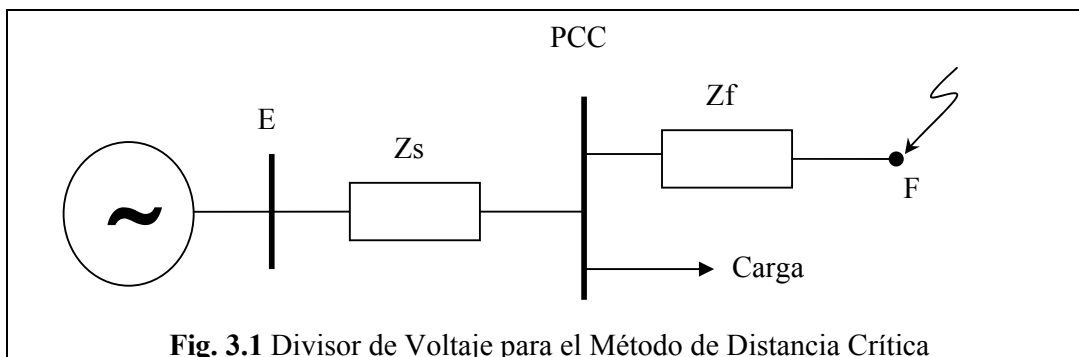 PCC
Zf
E
Zs
~
F
Carga
Fig. 3.1 Divisor de Voltaje para el Método de Distancia Crítica